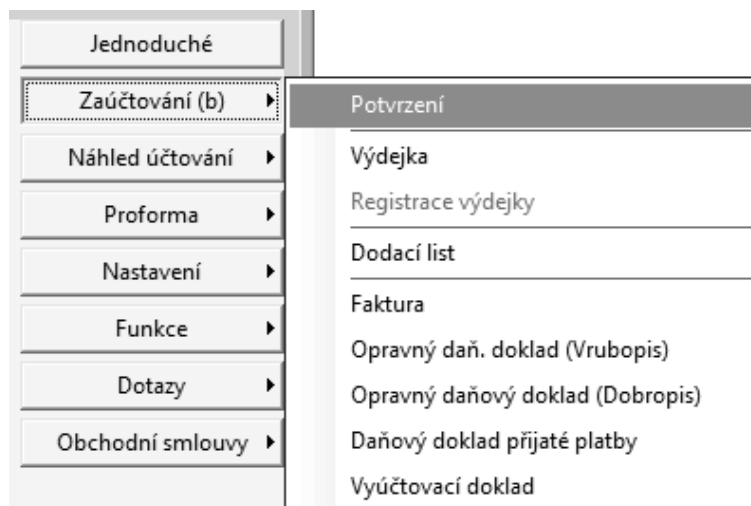 Jednoduché
Zaúčtování (b)
Náhled účtování
Proforma
Nastavení
Funkce
Dotazy
Obchodní smlouvy
Potvrzení
Výdejka
Registrace výdejky
Dodací list
Faktura
Opravný daň. doklad (Vrubopis)
Opravný daňový doklad (Dobropis)
Daňový doklad přijaté platby
Vyúčtovací doklad